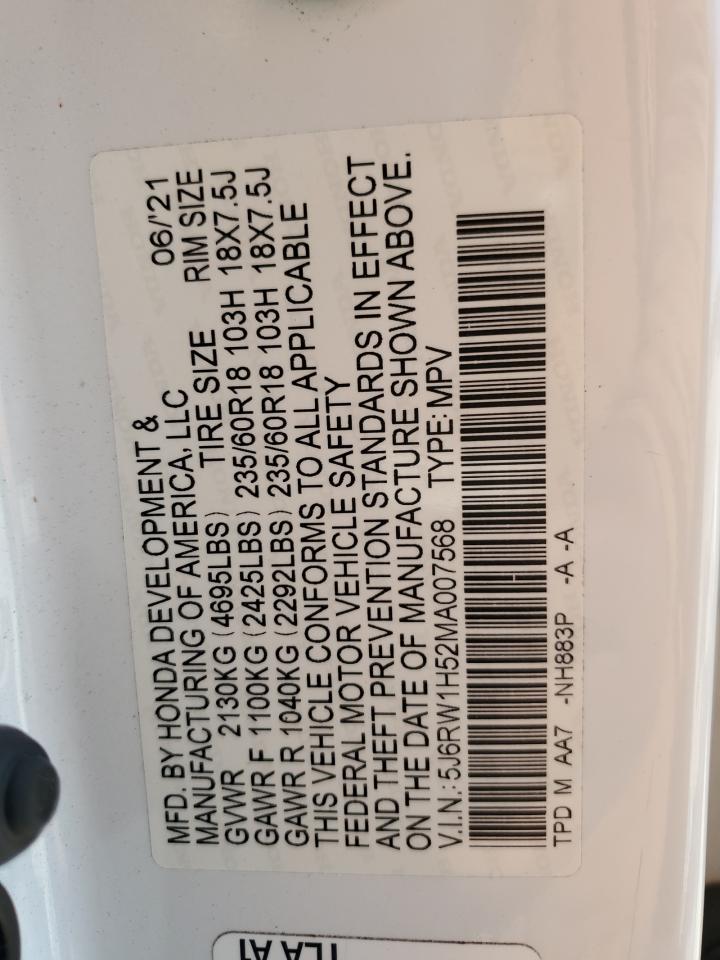 MFD. BY HONDA DEVELOPMENT & 06/'21
MANUFACTURING OF AMERICA, LLC
TIRE SIZE RIM SIZE
GVWR 2130KG (4695LBS)
GAWR F 1100KG (2425LBS) 235/60R18 103H 18X7.5J
GAWR R 1040KG (2292LBS) 235/60R18 103H 18X7.5J
THIS VEHICLE CONFORMS TO ALL APPLICABLE
FEDERAL MOTOR VEHICLE SAFETY
AND THEFT PREVENTION STANDARDS IN EFFECT
ON THE DATE OF MANUFACTURE SHOWN ABOVE.
V.I.N.: 5J6RW1H52MA007568 TYPE: MPV
TPD M AA7 -NH883P -A -A